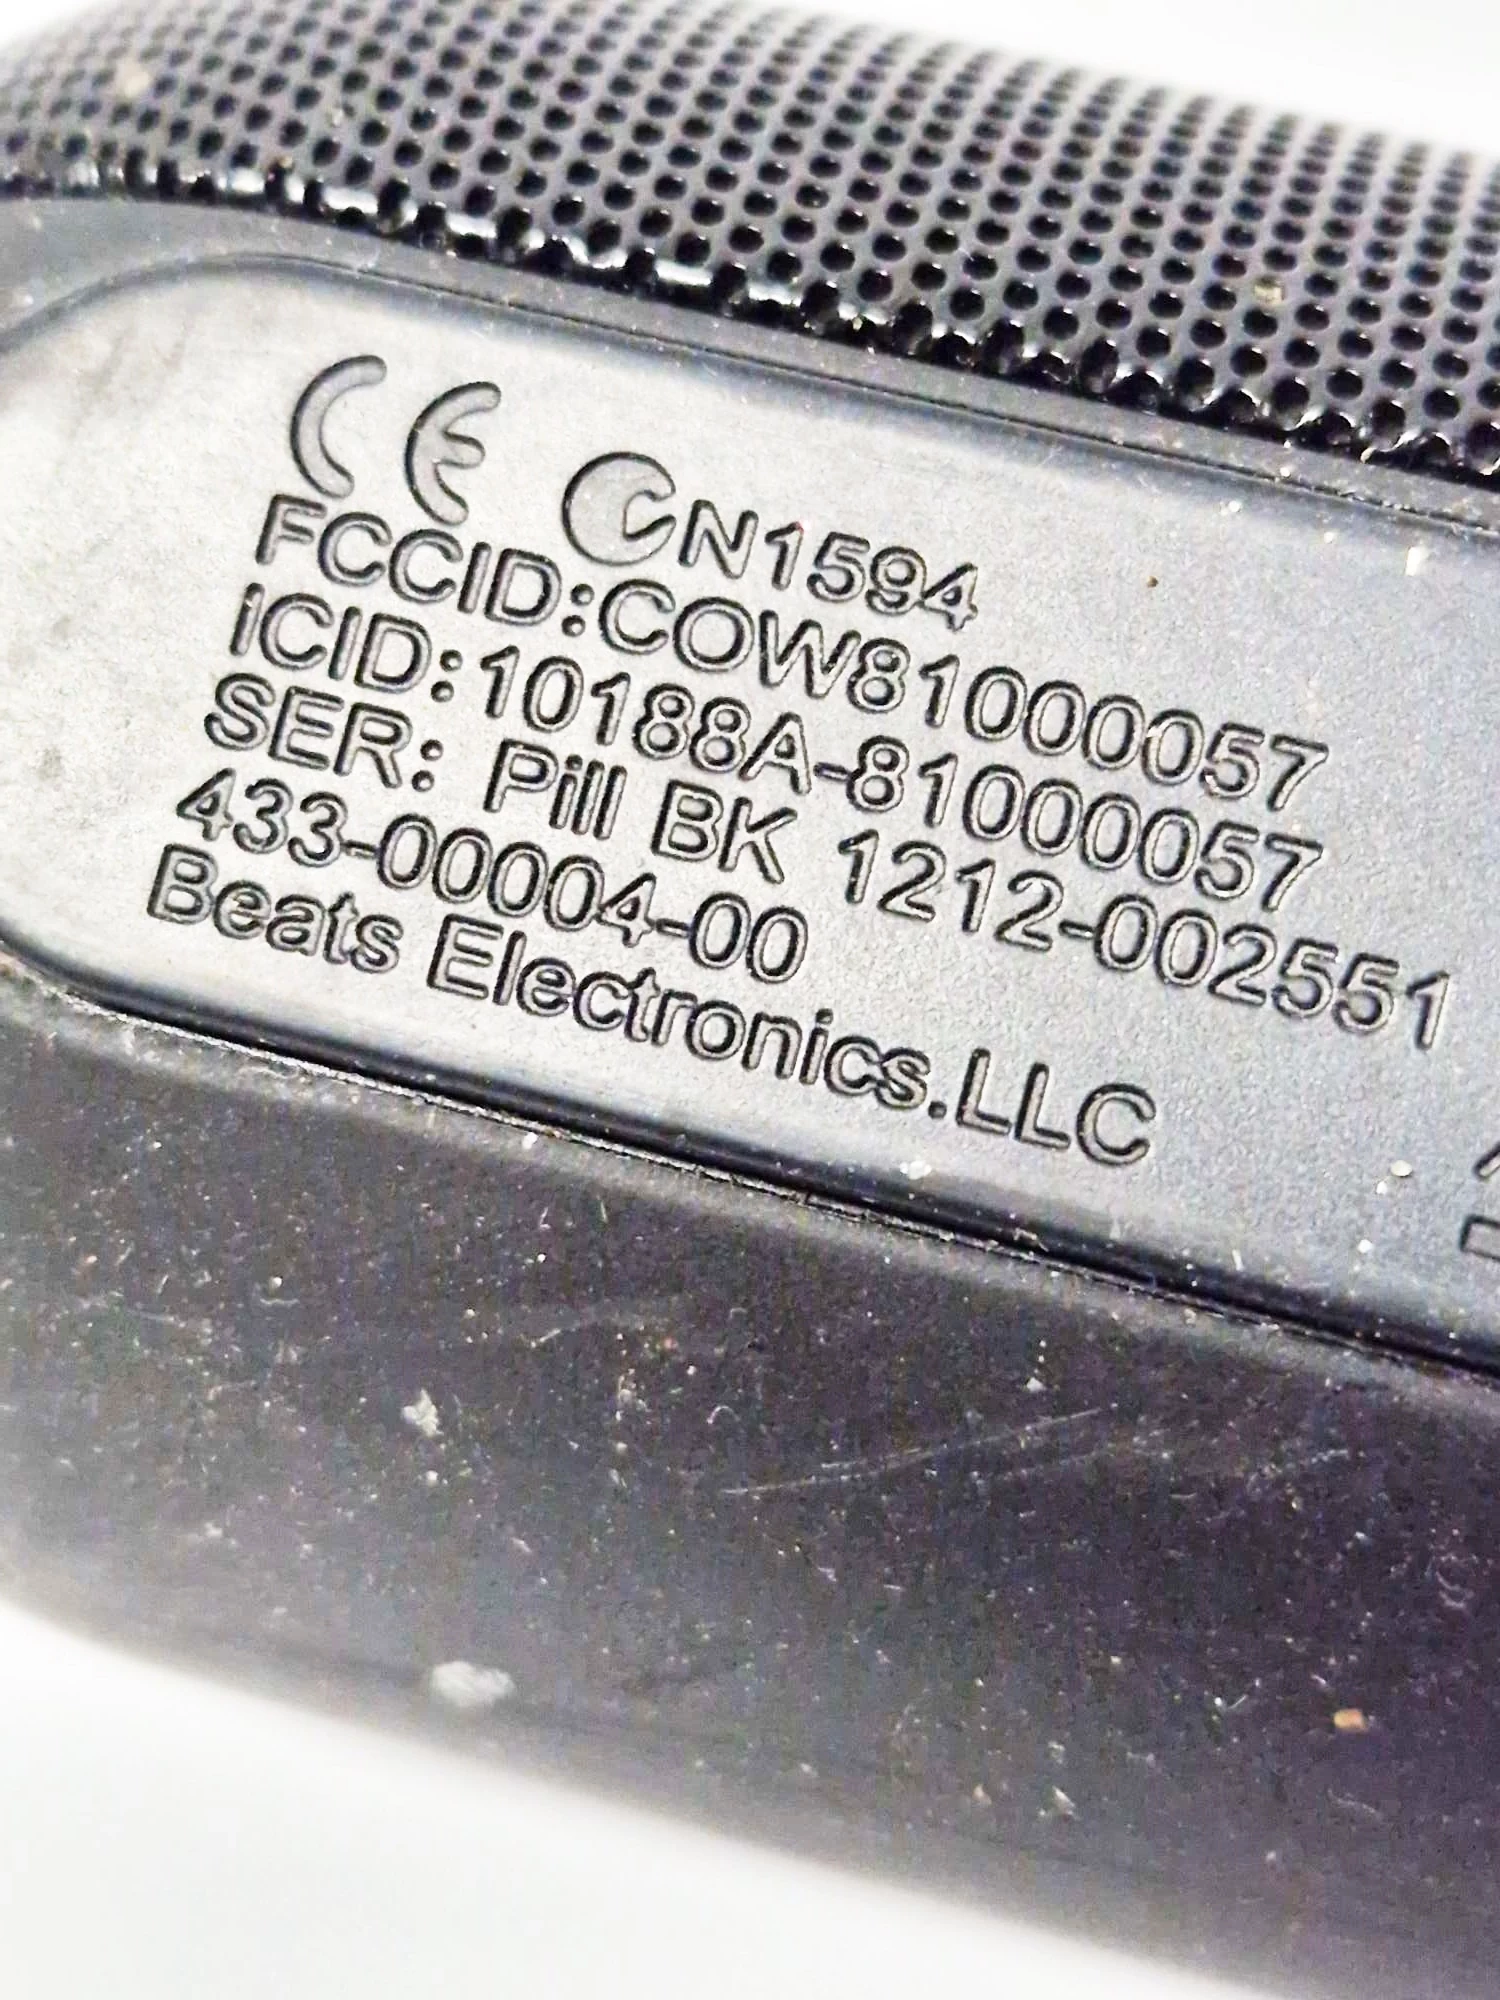 CE N1594
FCCID:COW81000057
ICID:10188A-81000057
SER: Pill BK 1212-002551
433-00004-00
Beats Electronics.LLC